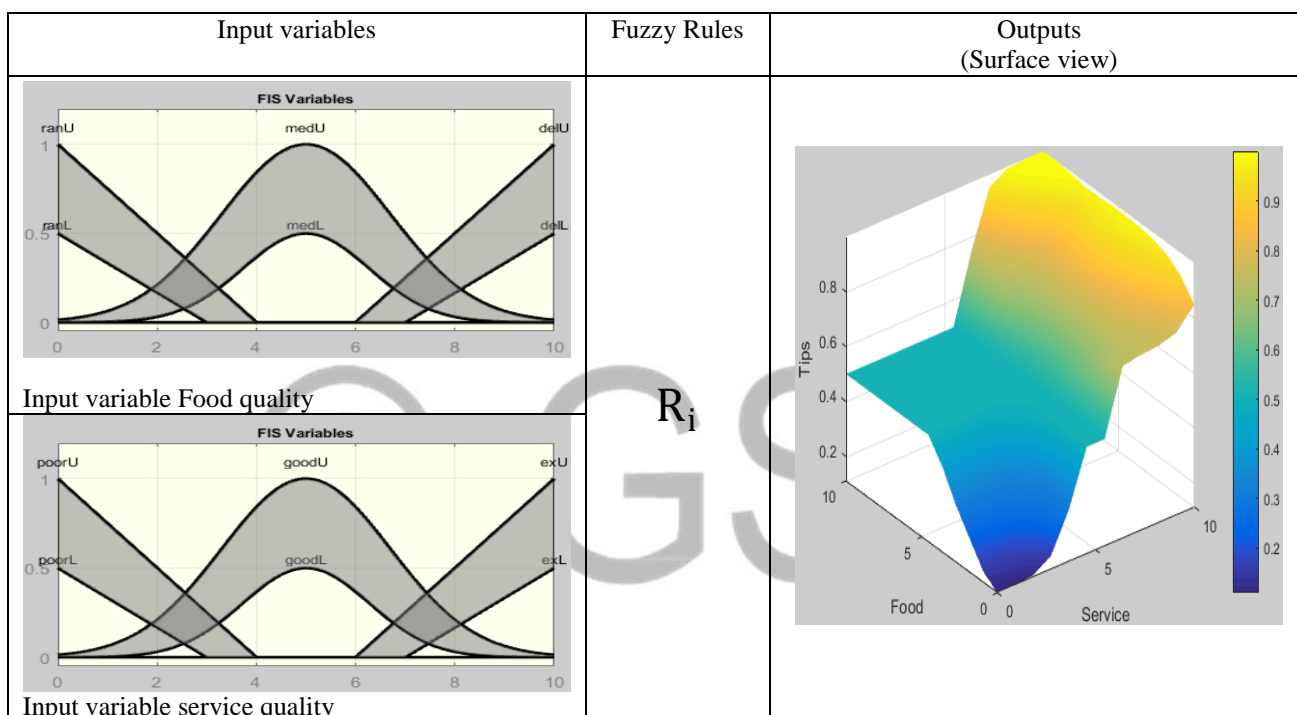 Input variables
Fuzzy Rules
Outputs
(Surface view)
FIS Variables
ranU medU delU
1
ranL medL delL
0.5
0
0 2 4 6 8 10
Input variable Food quality
FIS Variables
poorU goodU exU
1
poorL goodL exL
0.5
0
0 2 4 6 8 10
Input variable service quality
Ri
GS
Tips
0.8
0.6
0.4
0.2
10
5
0
Food
0
5
10
Service
0.9
0.8
0.7
0.6
0.5
0.4
0.3
0.2